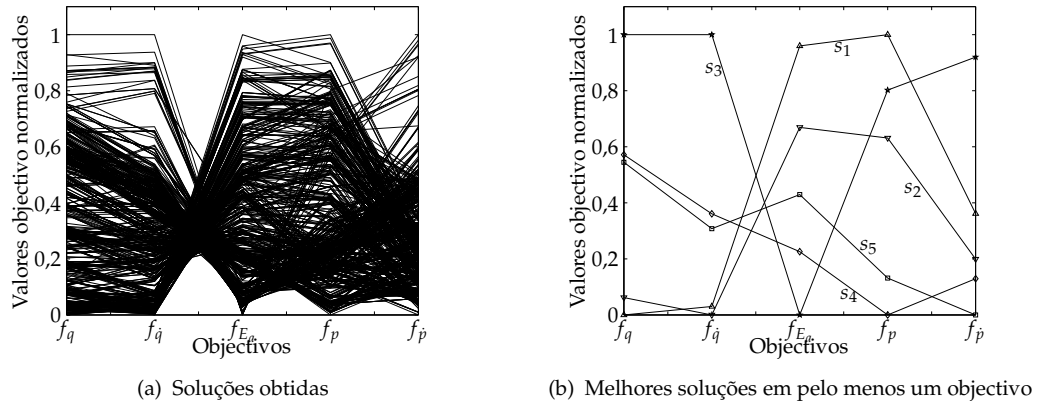 Valores objectivo normalizados
1
0,8
0,6
0,4
0,2
0
f_q
f_q̇
f_{E_a}
f_p
f_ṗ
Objectivos
(a) Soluções obtidas
Valores objectivo normalizados
1
0,8
0,6
0,4
0,2
0
s_3
s_1
s_2
s_5
s_4
f_q
f_q̇
f_{E_a}
f_p
f_ṗ
Objectivos
(b) Melhores soluções em pelo menos um objectivo